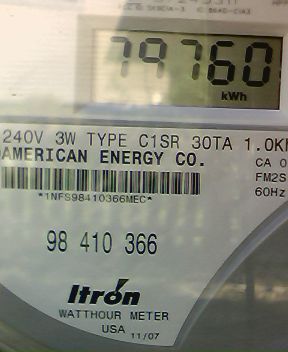 79760
kWh
240V 3W TYPE C1SR 30TA 1.0K
AMERICAN ENERGY CO.
CA 0
FM2S
60Hz
*1NFS98410366MEC*
98 410 366
Itrón
WATTHOUR METER
USA 11/07